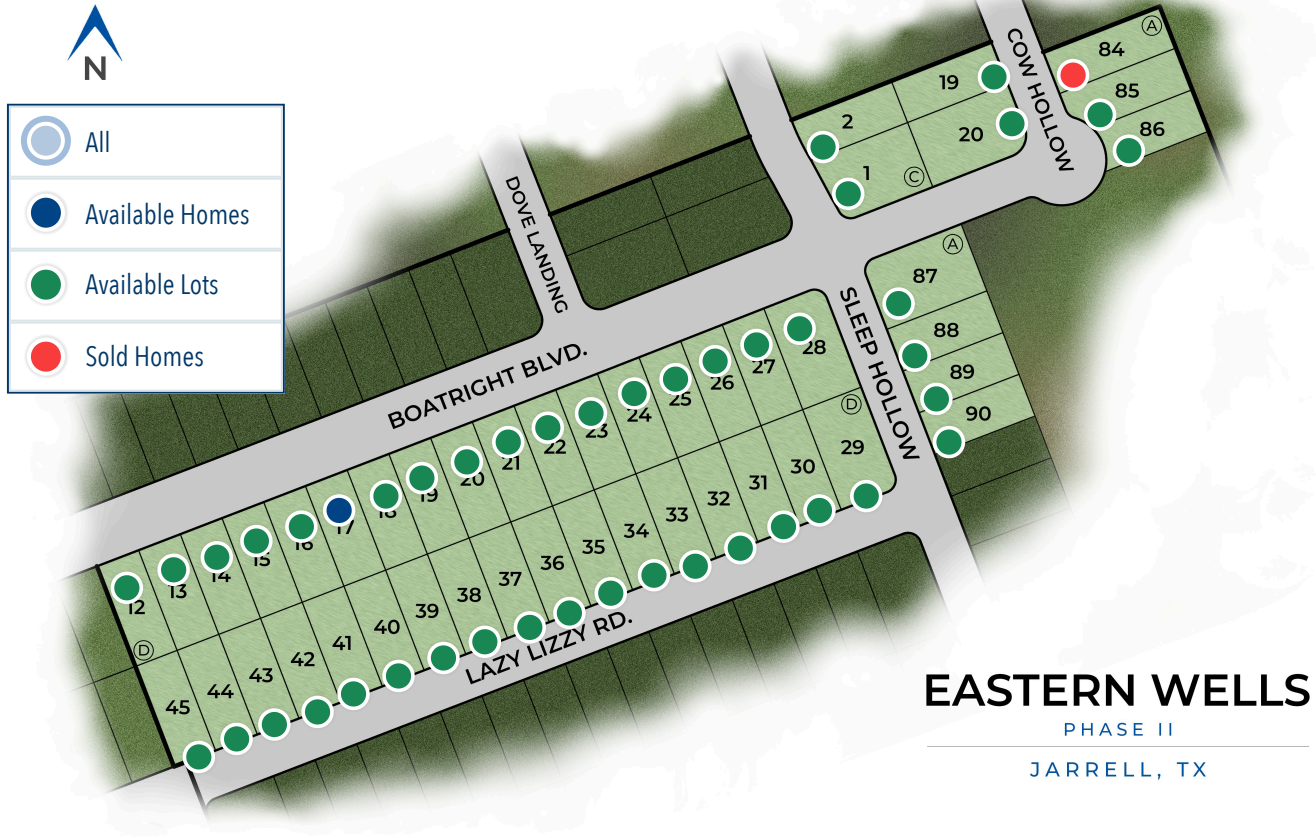 N
All
Available Homes
Available Lots
Sold Homes
COW HOLLOW
A
84
85
86
19
20
2
1
C
DOVE LANDING
BOATRIGHT BLVD.
SLEEP HOLLOW
A
87
88
89
90
28
27
26
25
24
23
22
21
20
19
18
17
16
15
14
13
12
D
D
29
30
31
32
33
34
35
36
37
38
39
40
41
42
43
44
45
LAZY LIZZY RD.
EASTERN WELLS
PHASE II
JARRELL, TX